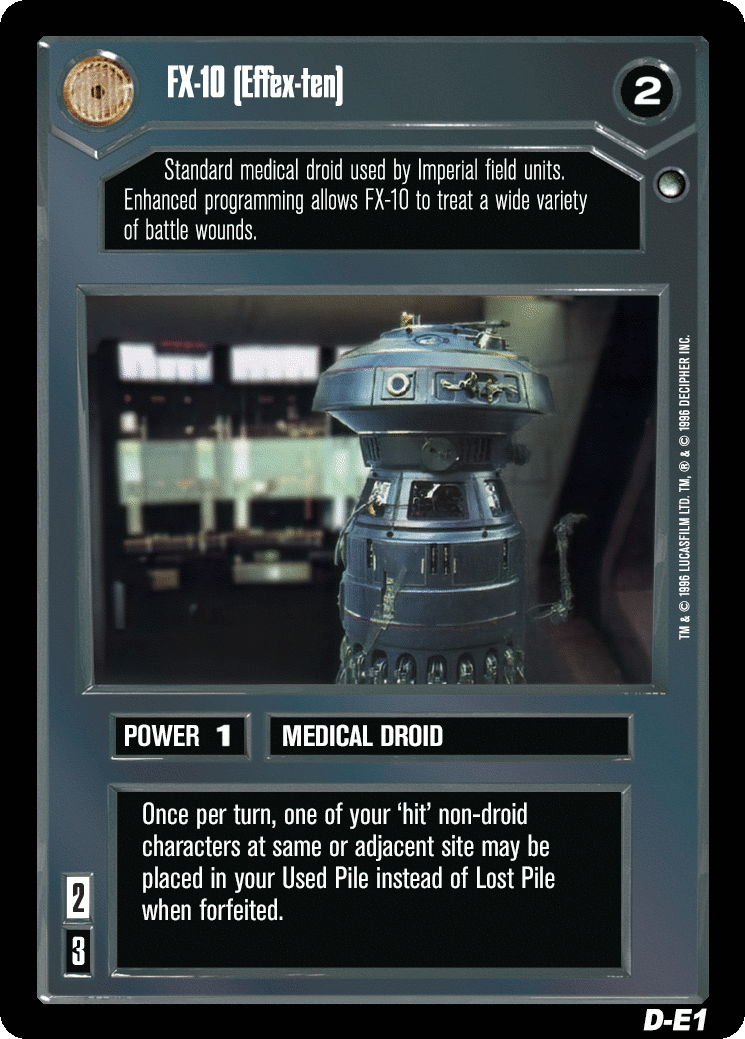 FX-10 (Effex-ten)
2
Standard medical droid used by Imperial field units.
Enhanced programming allows FX-10 to treat a wide variety
of battle wounds.
TM & © 1996 LUCASFILM LTD. TM, ® & © 1996 DECIPHER INC.
POWER 1
MEDICAL DROID
Once per turn, one of your ‘hit’ non-droid
characters at same or adjacent site may be
placed in your Used Pile instead of Lost Pile
when forfeited.
2
3
D-E1